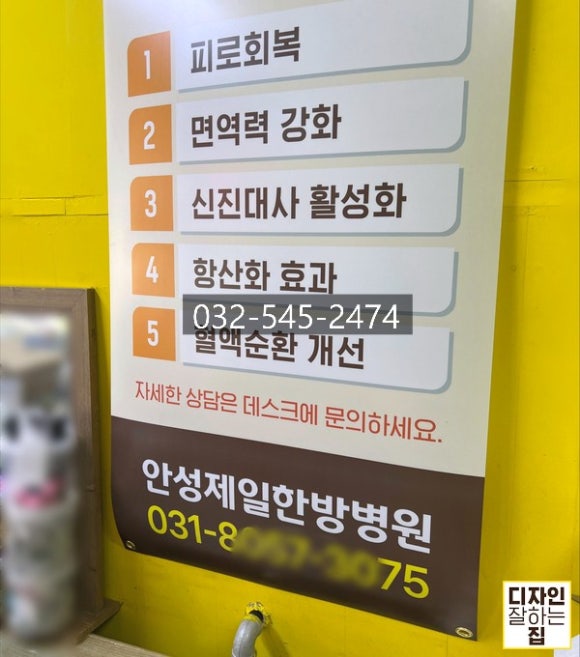 1 피로회복
2 면역력 강화
3 신진대사 활성화
4 항산화 효과
032-545-2474
5 혈액순환 개선
자세한 상담은 데스크에 문의하세요.
안성제일한방병원
031-8 75
디자인
잘하는
집